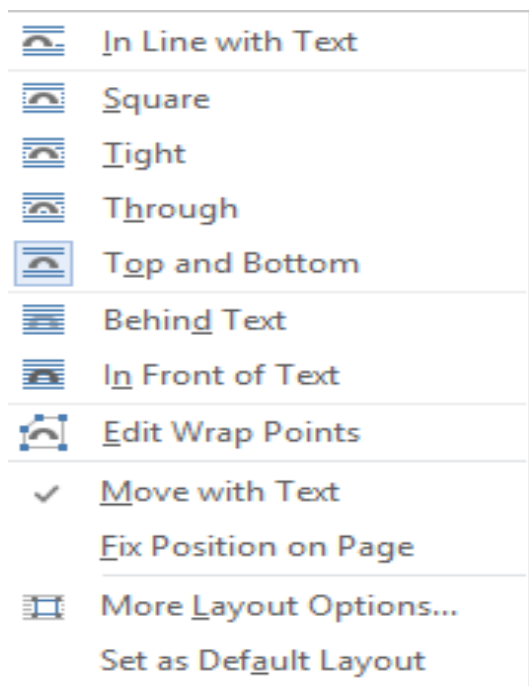 In Line with Text
Square
Tight
Through
Top and Bottom
Behind Text
In Front of Text
Edit Wrap Points
Move with Text
Fix Position on Page
More Layout Options...
Set as Default Layout